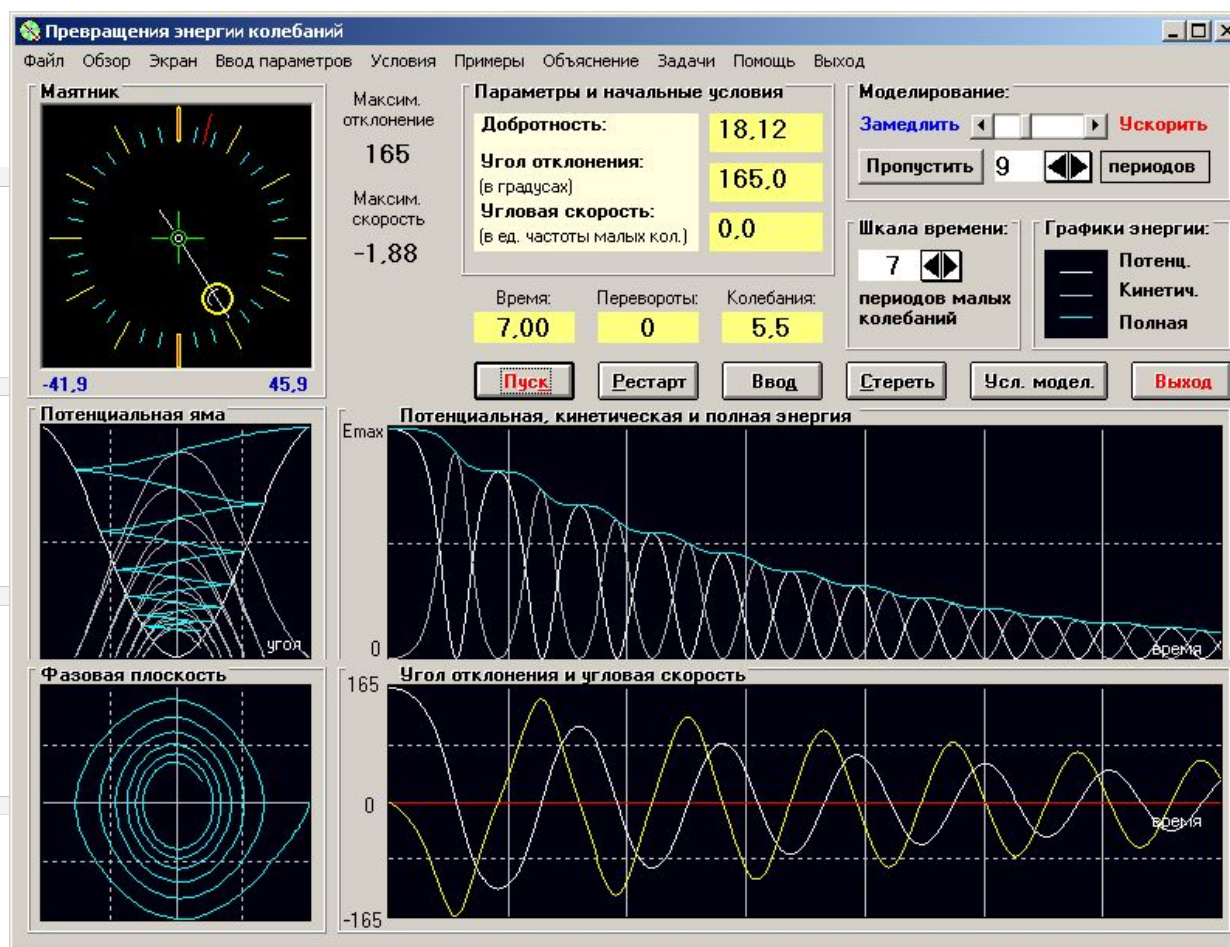 Превращения энергии колебаний
Файл Обзор Экран Ввод параметров Условия Примеры Объяснение Задачи Помощь Выход
Маятник
-41,9 45,9
Максим.
отклонение
165
Максим.
скорость
-1,88
Параметры и начальные условия
Добротность:
18,12
Угол отклонения:
(в градусах)
165,0
Угловая скорость:
(в ед. частоты малых кол.)
0,0
Время: Перевороты: Колебания:
7,00 0 5,5
Моделирование:
Замедлить Ускорить
Пропустить 9 периодов
Шкала времени:
7
периодов малых
колебаний
Графики энергии:
Потенц.
Кинетич.
Полная
Пуск Рестарт Ввод Стереть Усл. модел. Выход
Потенциальная яма
угол
Потенциальная, кинетическая и полная энергия
Emax
0
время
Фазовая плоскость
Угол отклонения и угловая скорость
165
0
время
-165